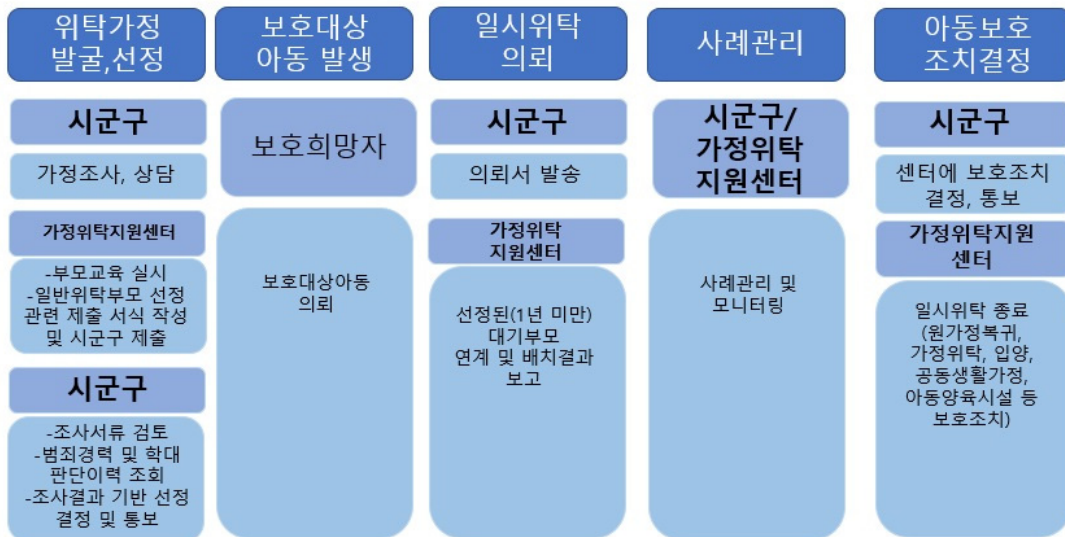 위탁가정
발굴,선정
시군구
가정조사, 상담
가정위탁지원센터
-부모교육 실시
-일반위탁부모 선정
관련 제출 서식 작성
및 시군구 제출
시군구
-조사서류 검토
-범죄경력 및 학대
판단이력 조회
-조사결과 기반 선정
결정 및 통보
보호대상
아동 발생
보호희망자
보호대상아동
의뢰
일시위탁
의뢰
시군구
의뢰서 발송
가정위탁
지원센터
선정된(1년 미만)
대기부모
연계 및 배치결과
보고
사례관리
시군구/
가정위탁
지원센터
사례관리 및
모니터링
아동보호
조치결정
시군구
센터에 보호조치
결정, 통보
가정위탁지원
센터
일시위탁 종료
(원가정복귀,
가정위탁, 입양,
공동생활가정,
아동양육시설 등
보호조치)